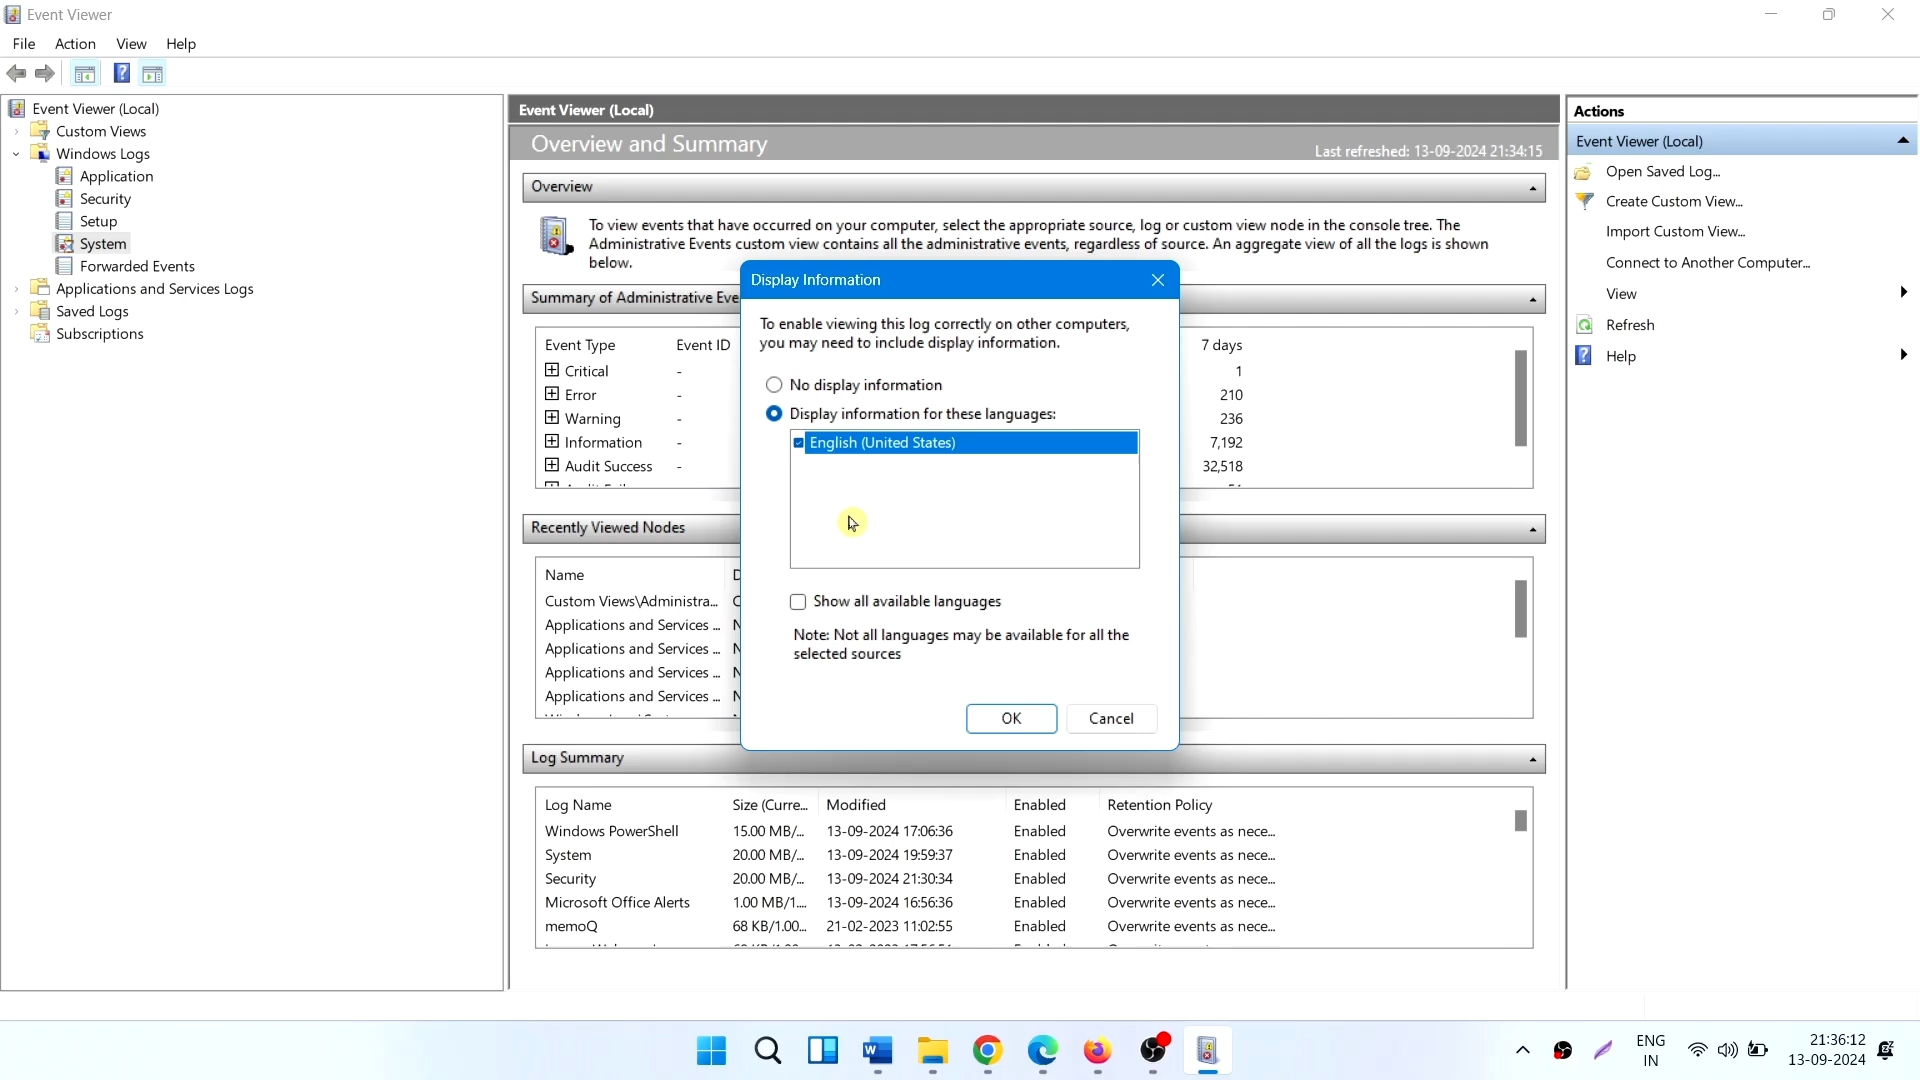 Event Viewer
File Action View Help
Event Viewer (Local)
Custom Views
Windows Logs
Application
Security
Setup
System
Forwarded Events
Applications and Services Logs
Saved Logs
Subscriptions
Event Viewer (Local)
Overview and Summary
Last refreshed: 13-09-2024 21:34:15
Overview
To view events that have occurred on your computer, select the appropriate source, log or custom view node in the console tree. The
Administrative Events custom view contains all the administrative events, regardless of source. An aggregate view of all the logs is shown
below.
Summary of Administrative Eve
Event Type Event ID 7 days
Critical - 1
Error - 210
Warning - 236
Information - 7,192
Audit Success - 32,518
Recently Viewed Nodes
Name
Custom Views\Administra...
Applications and Services ...
Applications and Services ...
Applications and Services ...
Applications and Services ...
Display Information
To enable viewing this log correctly on other computers,
you may need to include display information.
No display information
Display information for these languages:
English (United States)
Show all available languages
Note: Not all languages may be available for all the
selected sources
OK Cancel
Log Summary
Log Name Size (Curre... Modified Enabled Retention Policy
Windows PowerShell 15.00 MB/... 13-09-2024 17:06:36 Enabled Overwrite events as nece...
System 20.00 MB/... 13-09-2024 19:59:37 Enabled Overwrite events as nece...
Security 20.00 MB/... 13-09-2024 21:30:34 Enabled Overwrite events as nece...
Microsoft Office Alerts 1.00 MB/1.... 13-09-2024 16:56:36 Enabled Overwrite events as nece...
memoQ 68 KB/1.00... 21-02-2023 11:02:55 Enabled Overwrite events as nece...
Actions
Event Viewer (Local)
Open Saved Log...
Create Custom View...
Import Custom View...
Connect to Another Computer...
View
Refresh
Help
ENG
IN
21:36:12
13-09-2024